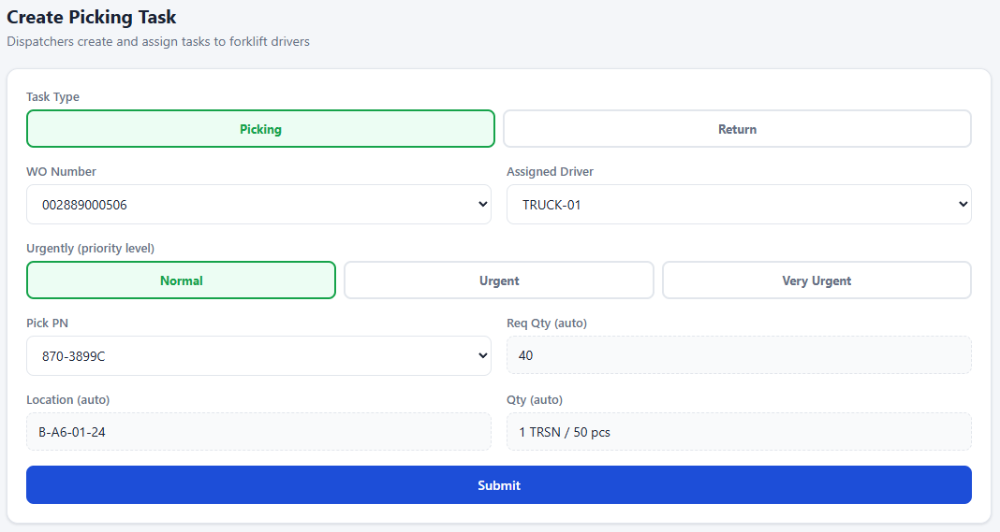 Create Picking Task
Dispatchers create and assign tasks to forklift drivers
Task Type
Picking
Return
WO Number
Assigned Driver
002889000506
TRUCK-01
Urgently (priority level)
Normal
Urgent
Very Urgent
Pick PN
Req Qty (auto)
870-3899C
40
Location (auto)
Qty (auto)
B-A6-01-24
1 TRSN / 50 pcs
Submit